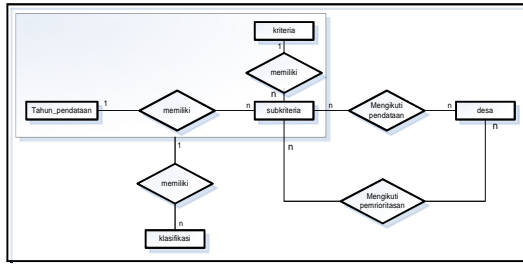 kriteria
1
memiliki
n
Tahun_pendataan
1
memiliki
n
subkriteria
n
Mengikuti
pendataan
n
desa
n
n
1
memiliki
Mengikuti
pemrioritasan
n
klasifikasi